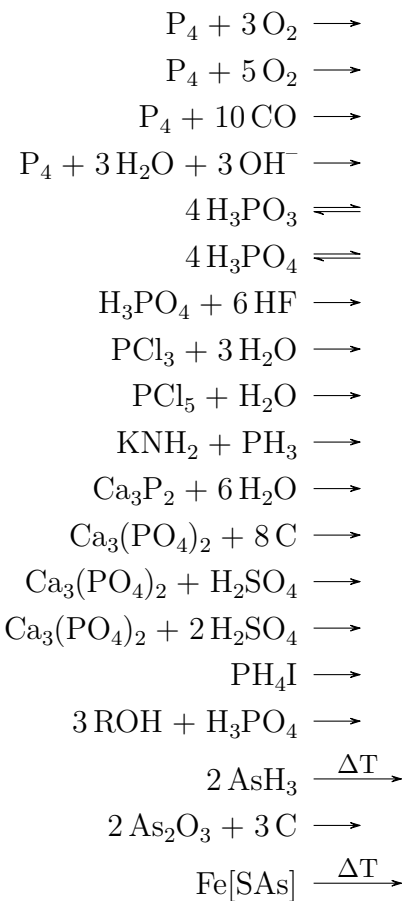 P₄ + 3 O₂ ⟶
P₄ + 5 O₂ ⟶
P₄ + 10 CO ⟶
P₄ + 3 H₂O + 3 OH⁻ ⟶
4 H₃PO₃ ⇌
4 H₃PO₄ ⇌
H₃PO₄ + 6 HF ⟶
PCl₃ + 3 H₂O ⟶
PCl₅ + H₂O ⟶
KNH₂ + PH₃ ⟶
Ca₃P₂ + 6 H₂O ⟶
Ca₃(PO₄)₂ + 8 C ⟶
Ca₃(PO₄)₂ + H₂SO₄ ⟶
Ca₃(PO₄)₂ + 2 H₂SO₄ ⟶
PH₄I ⟶
3 ROH + H₃PO₄ ⟶
2 AsH₃ ⟶ ΔT
2 As₂O₃ + 3 C ⟶
Fe[SAs] ⟶ ΔT